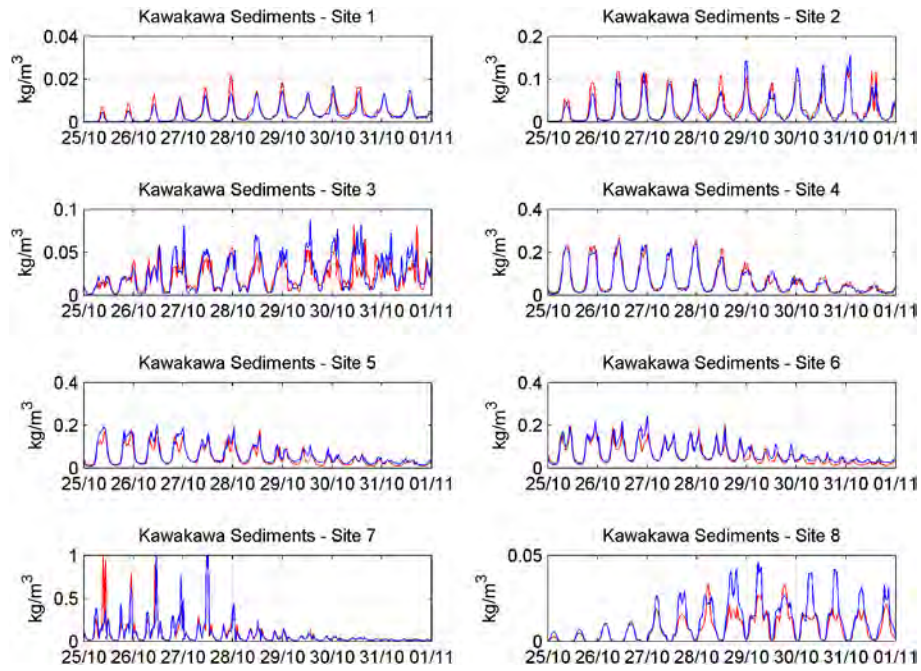 Kawakawa Sediments - Site 1
Kawakawa Sediments - Site 2
0.04
0.02
0
kg/m³
25/10 26/10 27/10 28/10 29/10 30/10 31/10 01/11
0.2
0.1
0
25/10 26/10 27/10 28/10 29/10 30/10 31/10 01/11
Kawakawa Sediments - Site 3
Kawakawa Sediments - Site 4
0.1
0.05
0
kg/m³
25/10 26/10 27/10 28/10 29/10 30/10 31/10 01/11
0.4
0.2
0
kg/m³
25/10 26/10 27/10 28/10 29/10 30/10 31/10 01/11
Kawakawa Sediments - Site 5
Kawakawa Sediments - Site 6
0.4
0.2
0
kg/m³
25/10 26/10 27/10 28/10 29/10 30/10 31/10 01/11
0.4
0.2
0
kg/m³
25/10 26/10 27/10 28/10 29/10 30/10 31/10 01/11
Kawakawa Sediments - Site 7
Kawakawa Sediments - Site 8
1
0.5
0
kg/m³
25/10 26/10 27/10 28/10 29/10 30/10 31/10 01/11
0.05
0
kg/m³
25/10 26/10 27/10 28/10 29/10 30/10 31/10 01/11